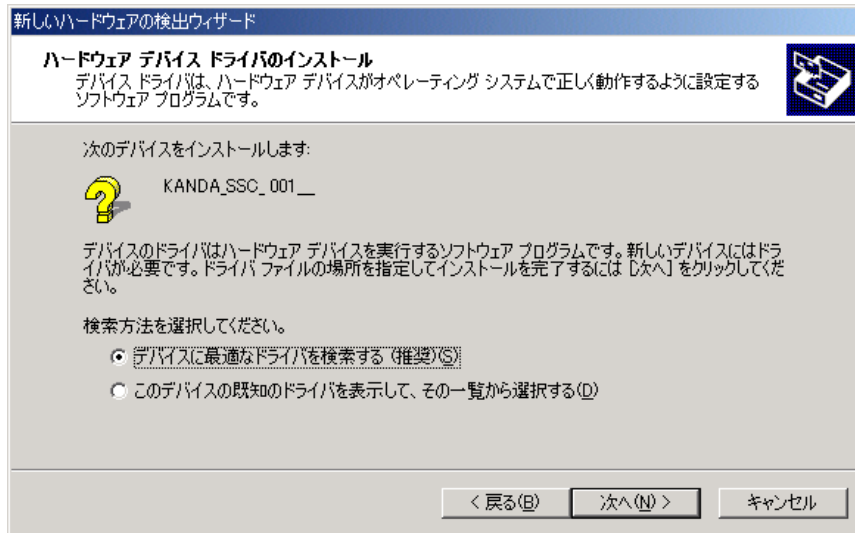 新しいハードウェアの検出ウィザード
ハードウェア デバイス ドライバのインストール
デバイス ドライバは、ハードウェア デバイスがオペレーティング システムで正しく動作するように設定する
ソフトウェア プログラムです。
次のデバイスをインストールします:
KANDA_SSC_ 001__
デバイスのドライバはハードウェア デバイスを実行するソフトウェア プログラムです。新しいデバイスにはドラ
イバが必要です。ドライバ ファイルの場所を指定してインストールを完了するには [次へ] をクリックしてくだ
さい。
検索方法を選択してください。
デバイスに最適なドライバを検索する (推奨)(S)
このデバイスの既知のドライバを表示して、その一覧から選択する(D)
< 戻る(B) 次へ(N) > キャンセル